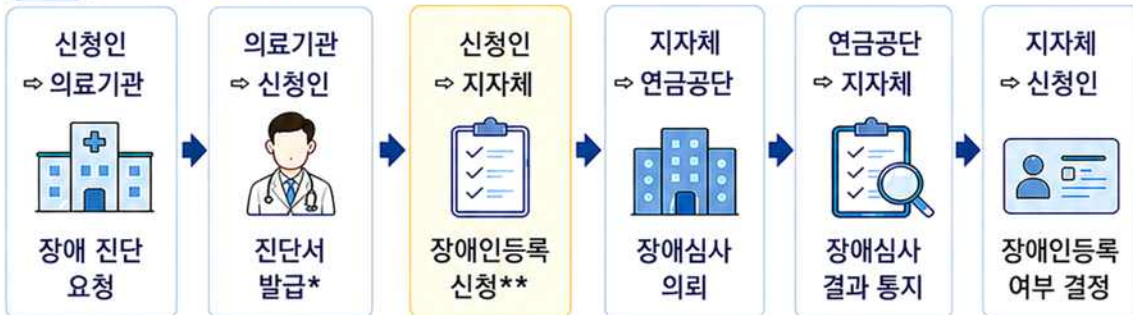 신청인
⇨ 의료기관
장애 진단
요청
의료기관
⇨ 신청인
진단서
발급*
신청인
⇨ 지자체
장애인등록
신청**
지자체
⇨ 연금공단
장애심사
의뢰
연금공단
⇨ 지자체
장애심사
결과 통지
지자체
⇨ 신청인
장애인등록
여부 결정